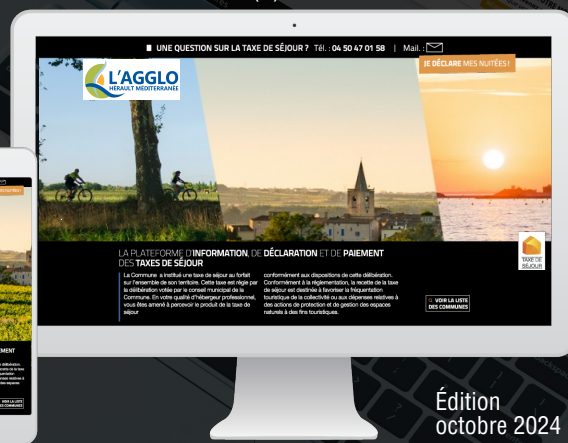 UNE QUESTION SUR LA TAXE DE SÉJOUR ? Tél. : 04 50 47 01 58 | Mail. :
JE DÉCLARE MES NUITÉES !
L'AGGLO
HÉRAULT MÉDITERRANÉE
LA PLATEFORME D'INFORMATION, DE DÉCLARATION ET DE PAIEMENT
DES TAXES DE SÉJOUR
La Commune a institué une taxe de séjour au forfait
sur l'ensemble de son territoire. Cette taxe est régie par
la délibération votée par le conseil municipal de la
Commune. En votre qualité d'hébergeur professionnel,
vous êtes amené à percevoir le produit de la taxe de
séjour
conformément aux dispositions de cette délibération.
Conformément à la règlementation, la recette de la taxe
de séjour est destinée à favoriser la fréquentation
touristique de la collectivité ou aux dépenses relatives à
des actions de protection et de gestion des espaces
naturels à des fins touristiques.
TAXE DE
SÉJOUR
VOIR LA LISTE
DES COMMUNES
Édition
octobre 2024